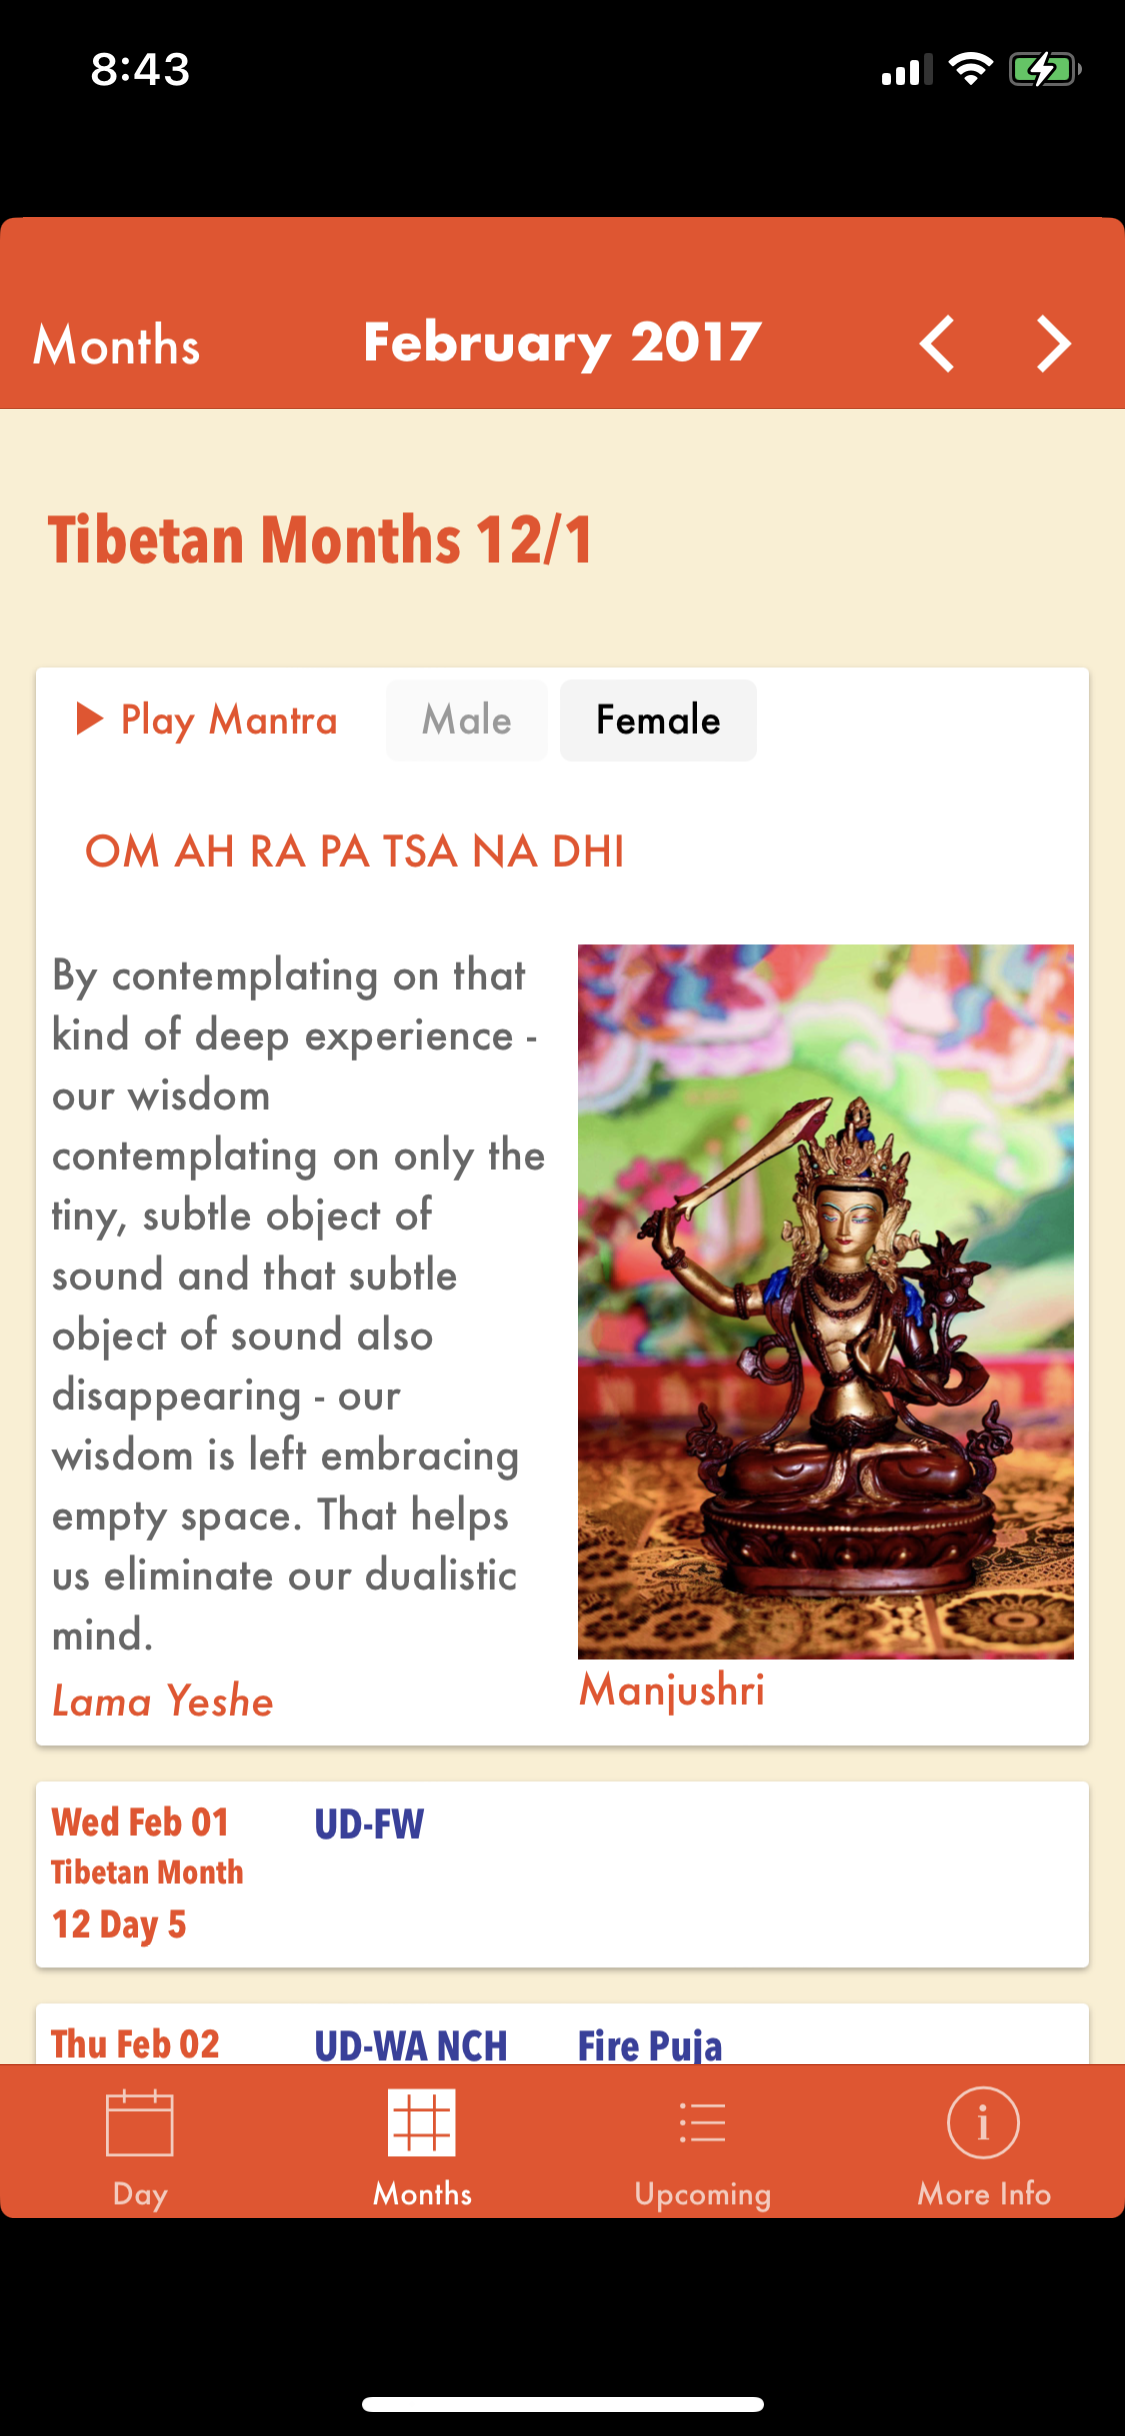 8:43
Months
February 2017
Tibetan Months 12/1
Play Mantra
Male
Female
OM AH RA PA TSA NA DHI
By contemplating on that
kind of deep experience -
our wisdom
contemplating on only the
tiny, subtle object of
sound and that subtle
object of sound also
disappearing - our
wisdom is left embracing
empty space. That helps
us eliminate our dualistic
mind.
Lama Yeshe
Manjushri
Wed Feb 01
Tibetan Month
12 Day 5
UD-FW
Thu Feb 02
UD-WA NCH
Fire Puja
Day
Months
Upcoming
More Info